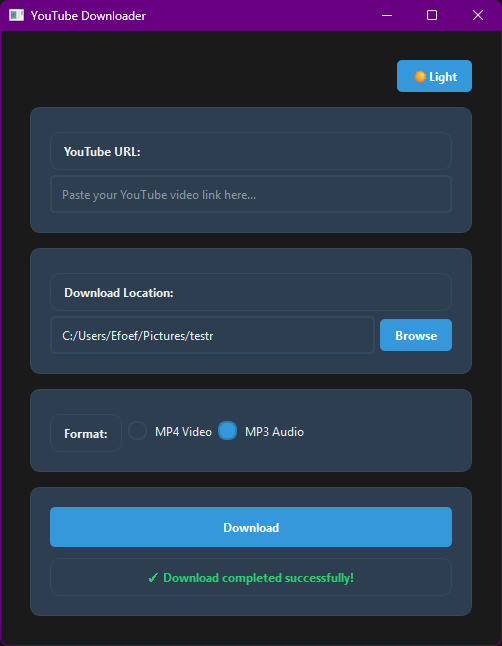 YouTube Downloader
Light
YouTube URL:
Paste your YouTube video link here...
Download Location:
C:/Users/Efoef/Pictures/testr
Browse
Format:
MP4 Video
MP3 Audio
Download
✓ Download completed successfully!